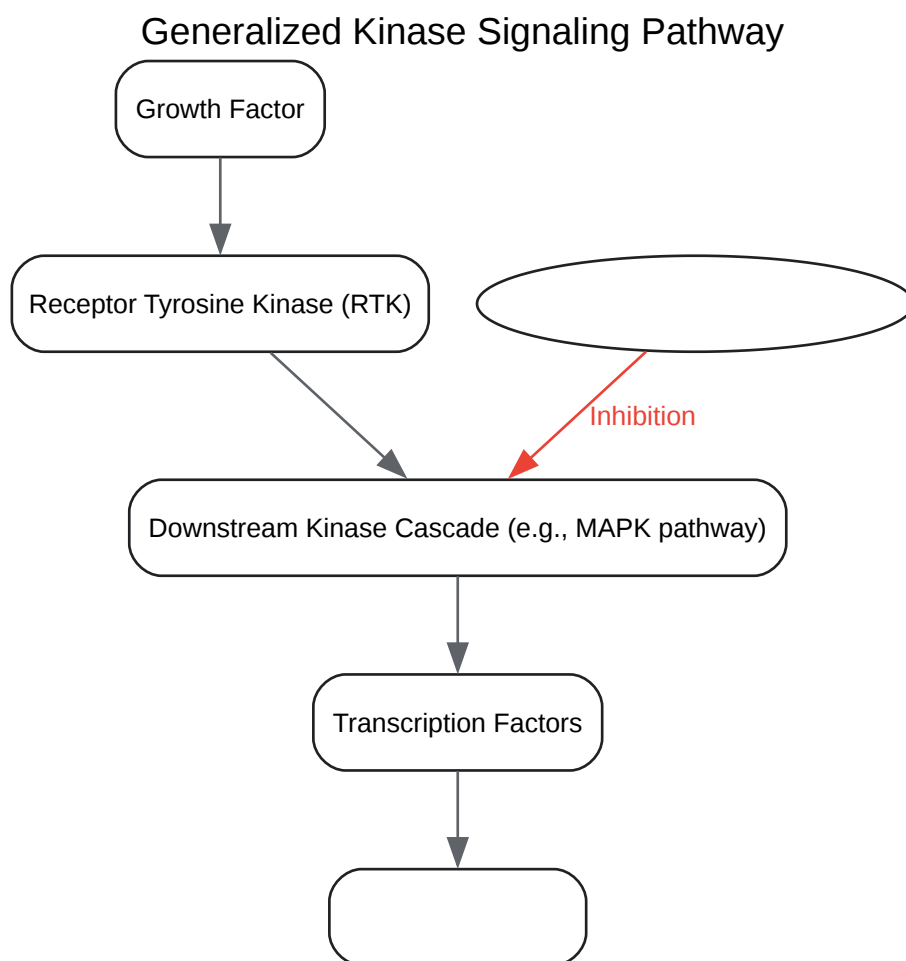 Generalized Kinase Signaling Pathway
Growth Factor
Receptor Tyrosine Kinase (RTK)
Inhibition
Downstream Kinase Cascade (e.g., MAPK pathway)
Transcription Factors